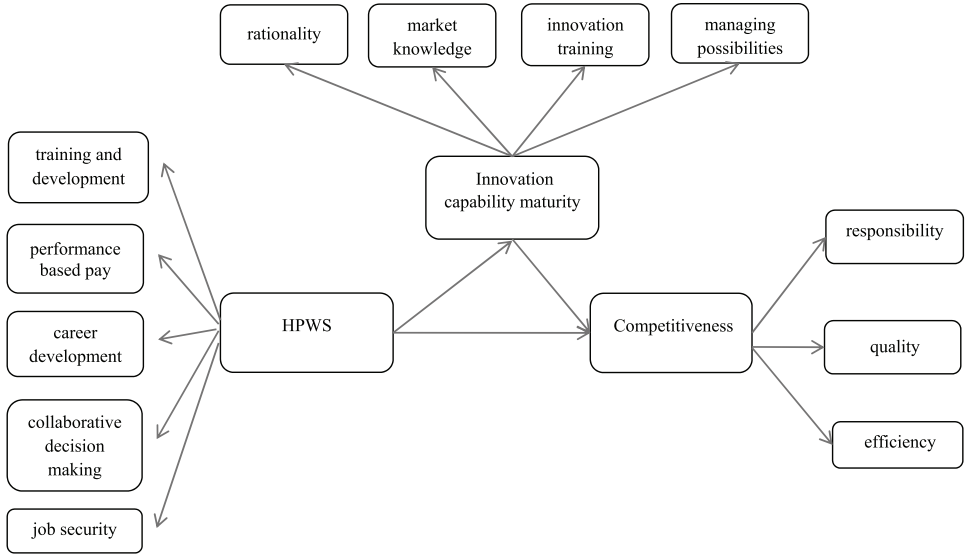 rationality
market
knowledge
innovation
training
managing
possibilities
training and
development
performance
based pay
career
development
collaborative
decision
making
job security
HPWS
Innovation
capability maturity
Competitiveness
responsibility
quality
efficiency